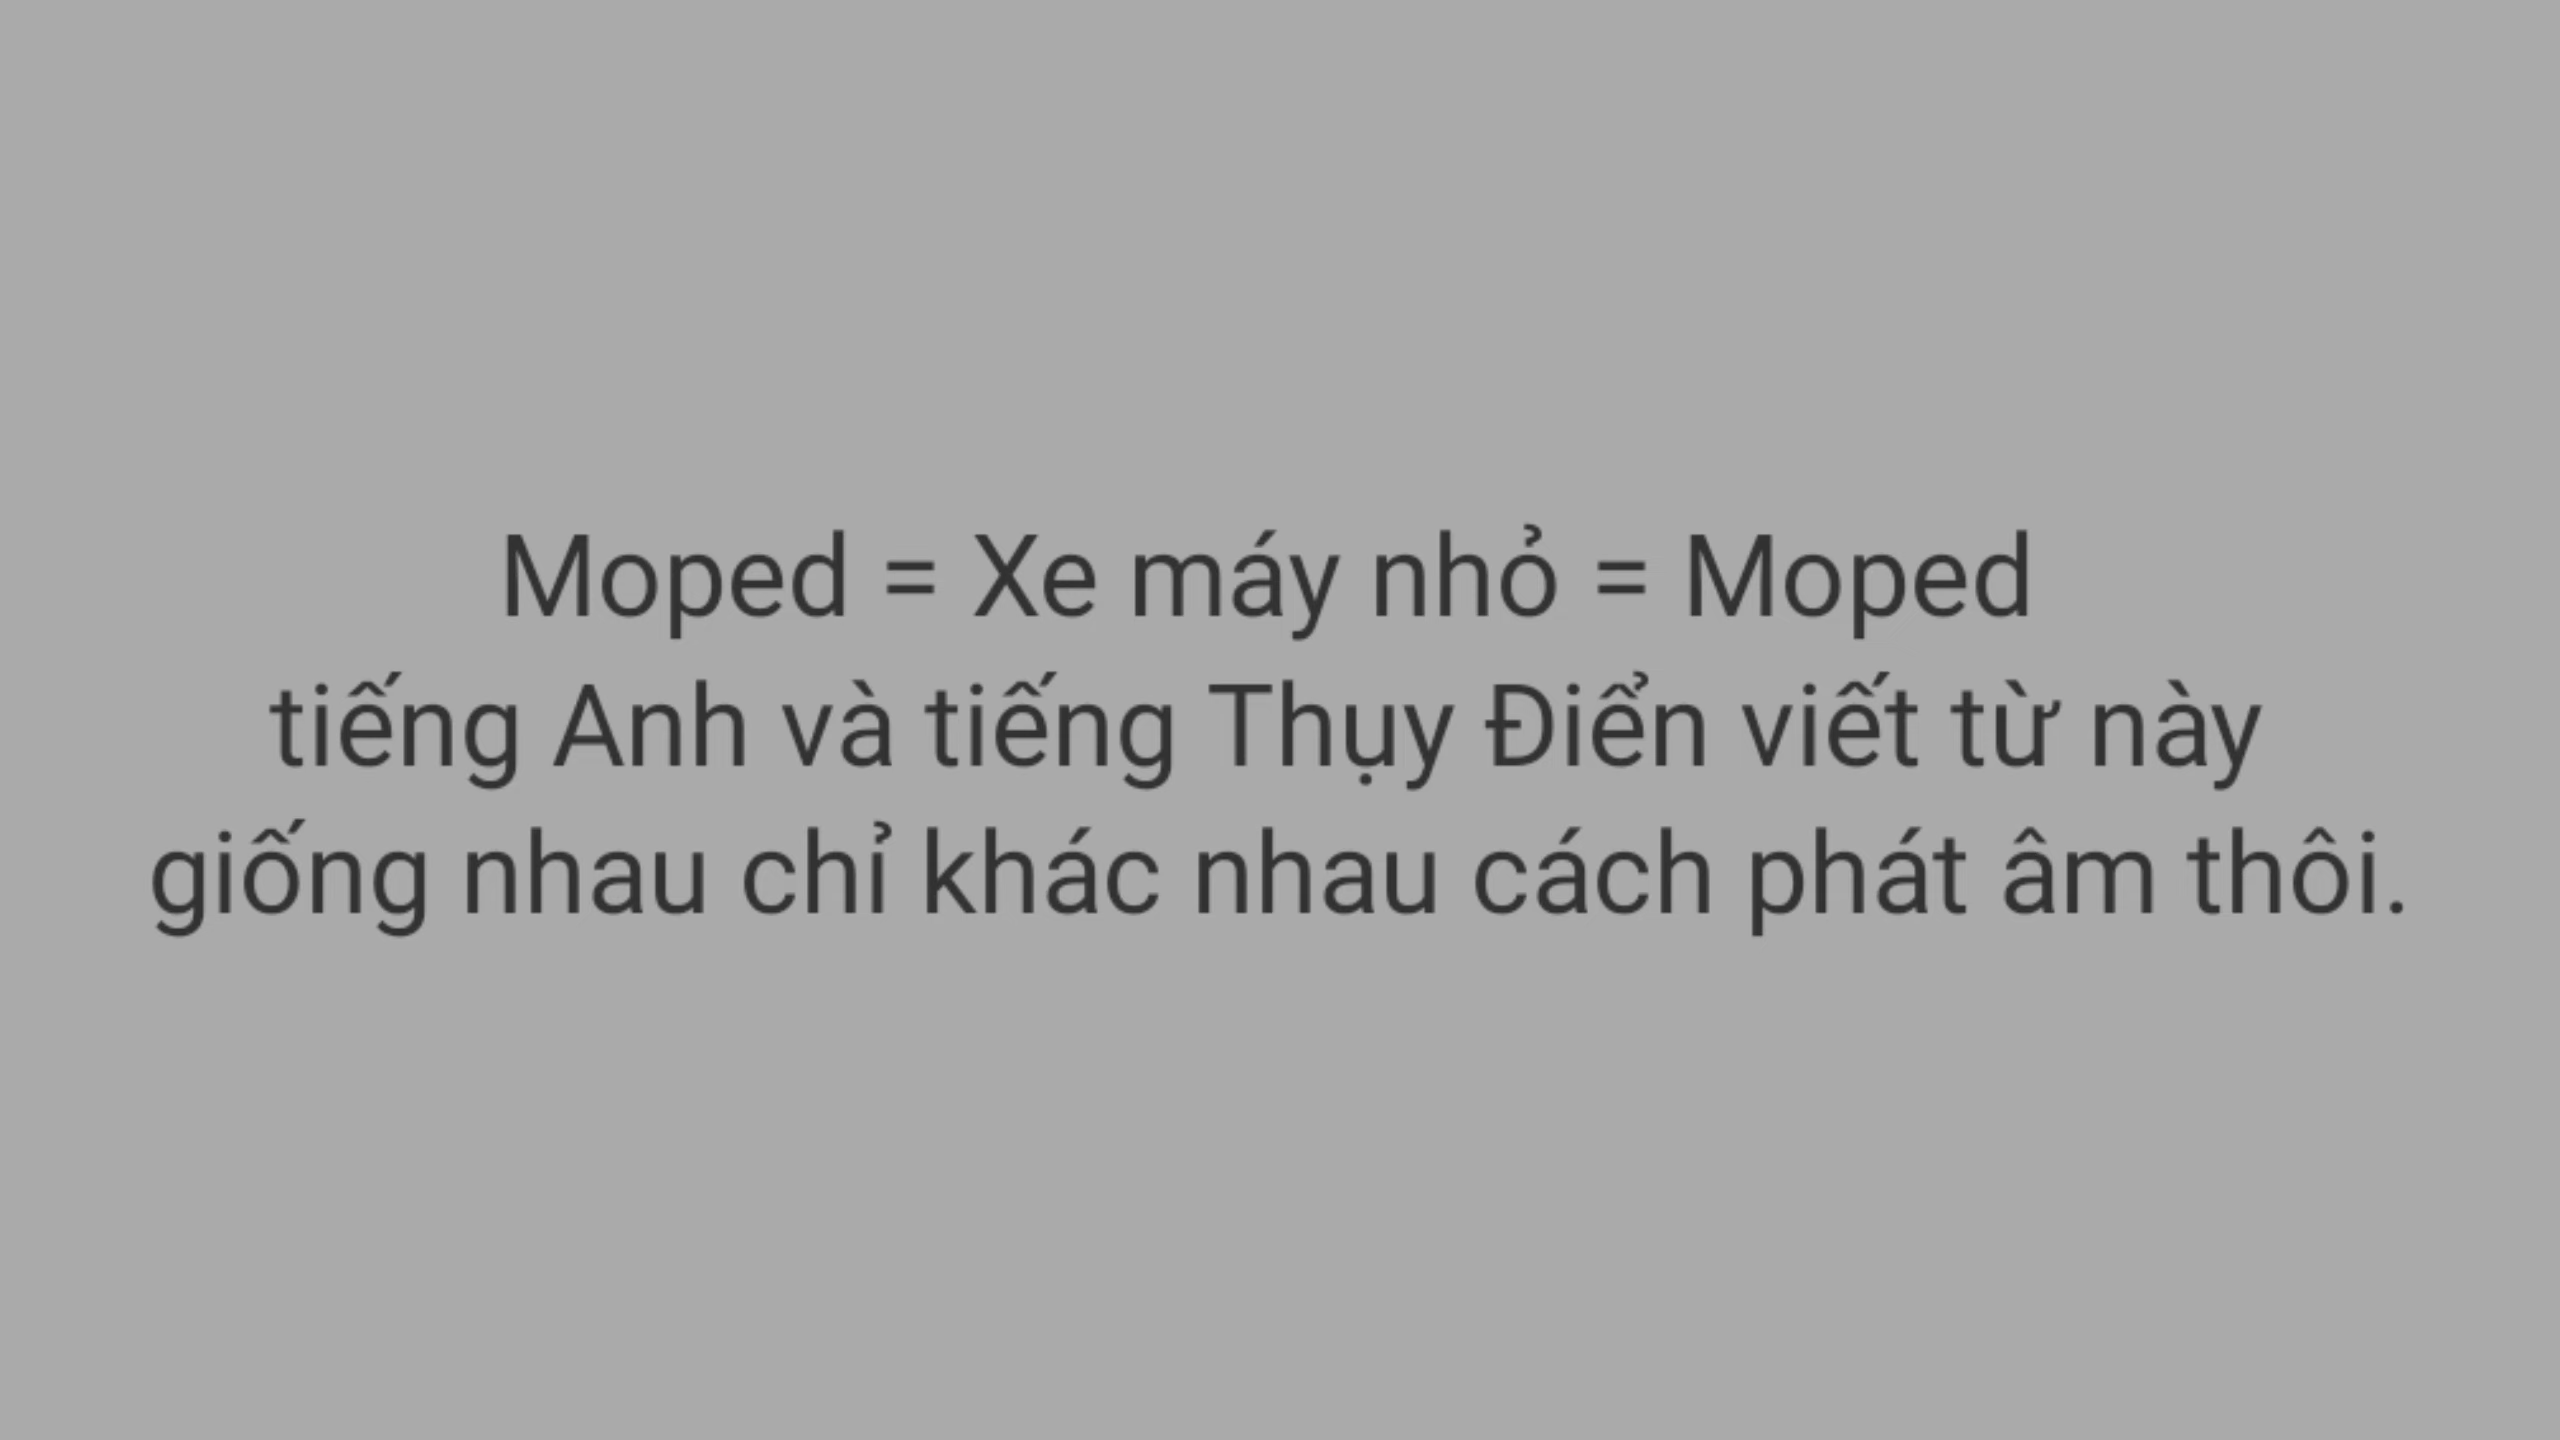 Moped = Xe máy nhỏ = Moped
tiếng Anh và tiếng Thụy Điển viết từ này
giống nhau chỉ khác nhau cách phát âm thôi.